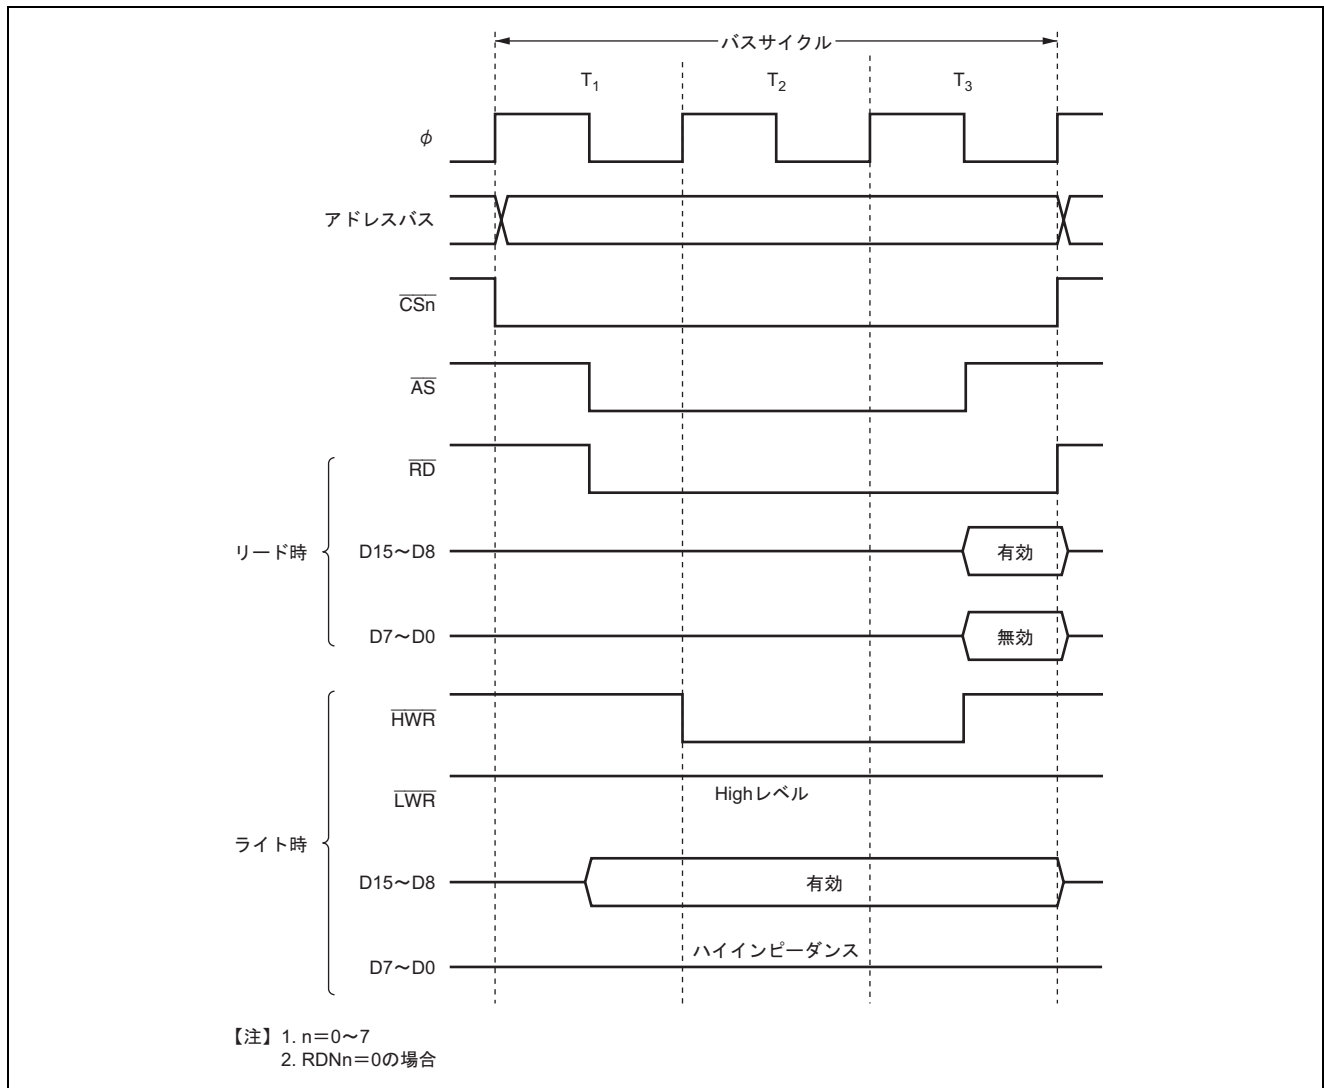 バスサイクル
T1 T2 T3
φ
アドレスバス
CSn
AS
RD
リード時
D15～D8
有効
D7～D0
無効
HWR
LWR
Highレベル
ライト時
D15～D8
有効
D7～D0
ハイインピーダンス
【注】1. n＝0～7
2. RDNn＝0の場合